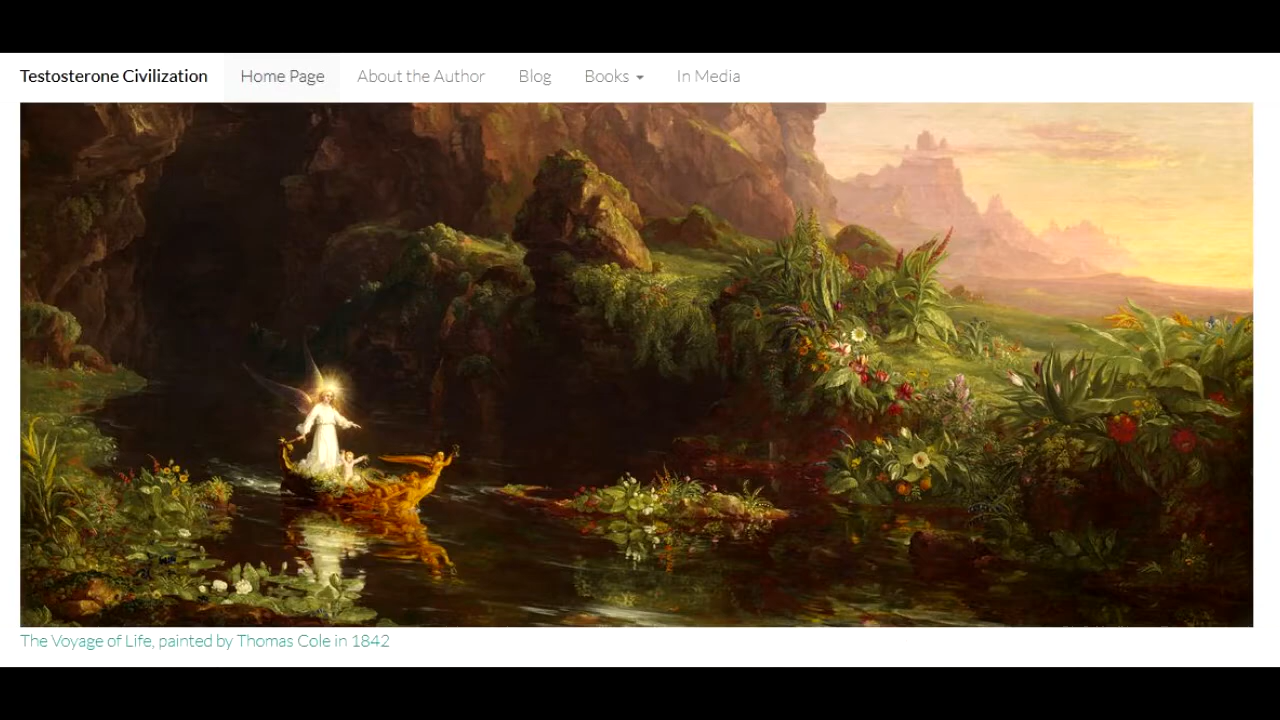 Testosterone Civilization Home Page About the Author Blog Books In Media
The Voyage of Life, painted by Thomas Cole in 1842